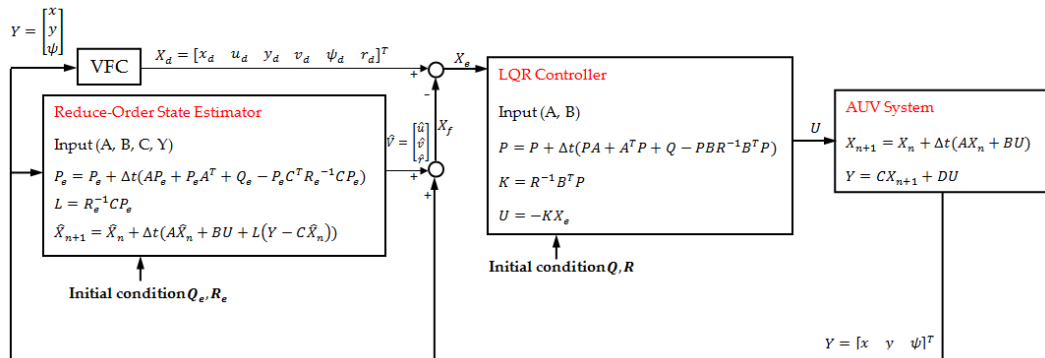 Y = [x y ψ]
X_d = [x_d u_d y_d v_d ψ_d r_d]^T
VFC
+
-
X_e
X_f
Reduce-Order State Estimator
Input (A, B, C, Y)
P_e = P_e + Δt(AP_e + P_eA^T + Q_e − P_eC^TR_e^{-1}CP_e)
L = R_e^{-1}CP_e
X̂_{n+1} = X̂_n + Δt(AX̂_n + BU + L(Y − CX̂_n))
Initial condition Q_e, R_e
V̂ = [û v̂ r̂]
+
+
LQR Controller
Input (A, B)
P = P + Δt(PA + A^TP + Q − PBR^{-1}B^TP)
K = R^{-1}B^TP
U = −KX_e
Initial condition Q, R
U
AUV System
X_{n+1} = X_n + Δt(AX_n + BU)
Y = CX_{n+1} + DU
Y = [x y ψ]^T